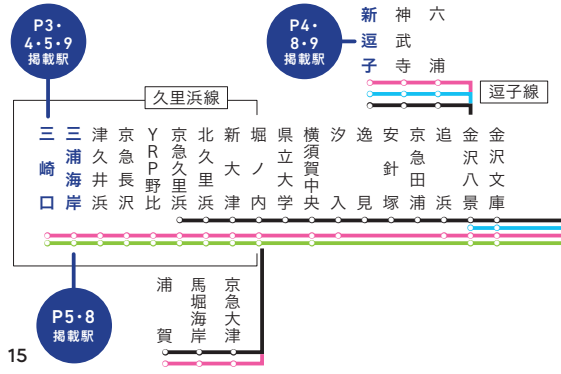 P3・
4・5・9
掲載駅
P4・
8・9
掲載駅
新逗子
神武寺
六浦
逗子線
久里浜線
三崎口
三浦海岸
津久井浜
京急長沢
YRP野比
京急久里浜
北久里浜
新大津
堀ノ内
県立大学
横須賀中央
汐入
逸見
安針塚
京急田浦
追浜
金沢八景
金沢文庫
P5・8
掲載駅
浦賀
馬堀海岸
京急大津
15